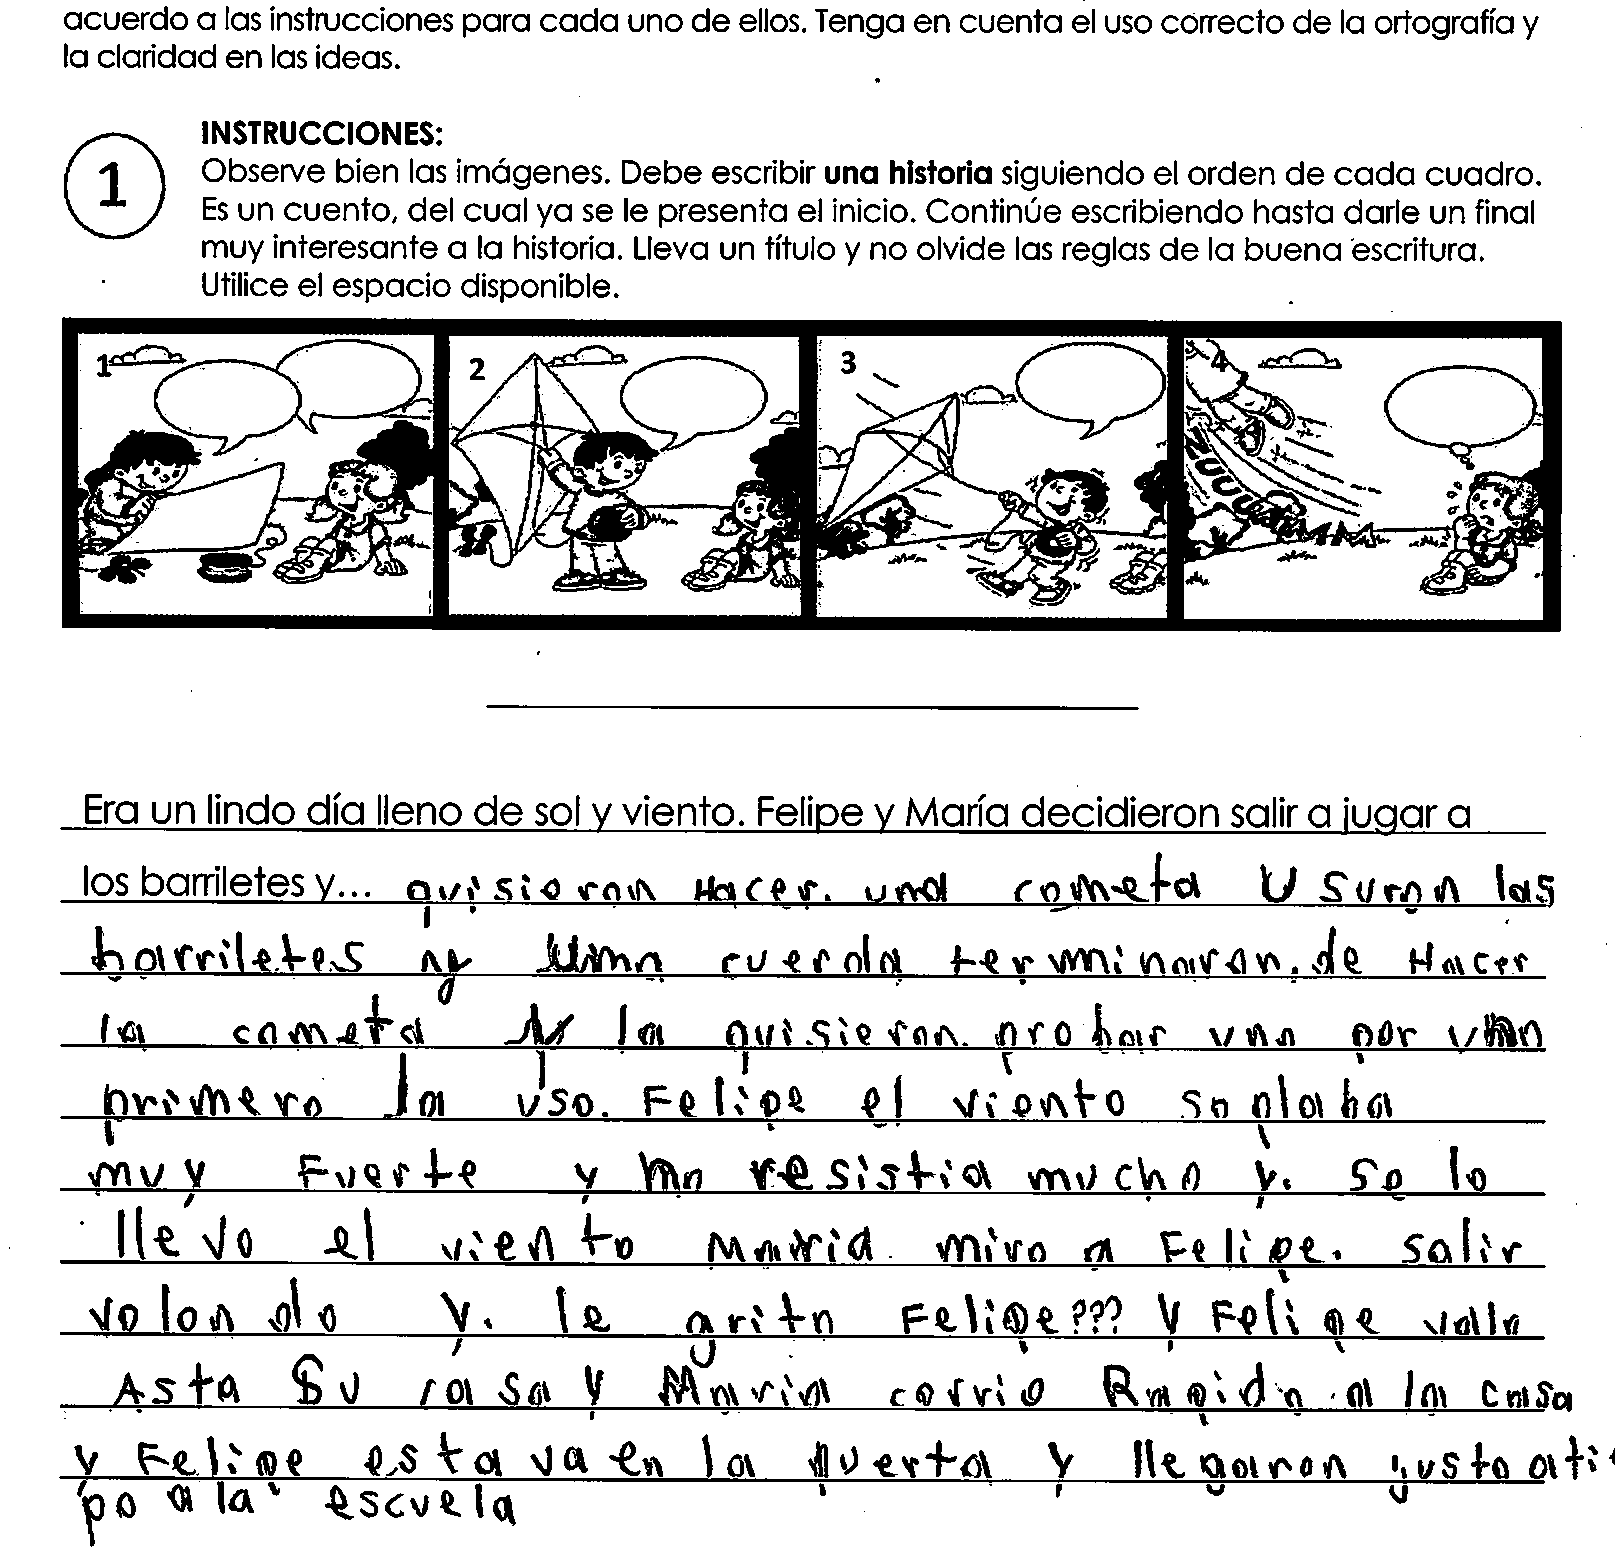 acuerdo a las instrucciones para cada uno de ellos. Tenga en cuenta el uso correcto de la ortografía y
la claridad en las ideas.
1
INSTRUCCIONES:
Observe bien las imágenes. Debe escribir una historia siguiendo el orden de cada cuadro.
Es un cuento, del cual ya se le presenta el inicio. Continúe escribiendo hasta darle un final
muy interesante a la historia. Lleva un título y no olvide las reglas de la buena escritura.
Utilice el espacio disponible.
1 2 3 4
Era un lindo día lleno de sol y viento. Felipe y María decidieron salir a jugar a
los barriletes y... quisieron Hacer. una cometa Usaron las
barriletes y una cuerda terminaron. de Hacer
la cometa y la quisieron. probar uno por uno
primero la uso. Felipe el viento soplaba
muy Fuerte y no resistia mucho y. se lo
llevo el viento Maria. miro a Felipe. salir
volando y. le grito Felipe??? y Felipe vollo
Asta Su casa y Maria corrio Rapido a la casa
y Felipe estava en la puerta y llegaron justo ati
po a la escuela